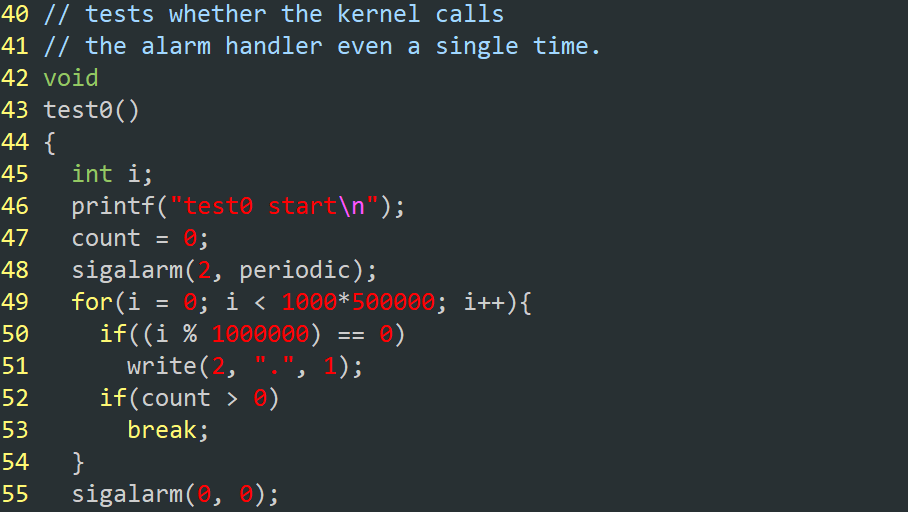 40 // tests whether the kernel calls
41 // the alarm handler even a single time.
42 void
43 test0()
44 {
45   int i;
46   printf("test0 start\n");
47   count = 0;
48   sigalarm(2, periodic);
49   for(i = 0; i < 1000*500000; i++){
50     if((i % 1000000) == 0)
51       write(2, ".", 1);
52     if(count > 0)
53       break;
54   }
55   sigalarm(0, 0);